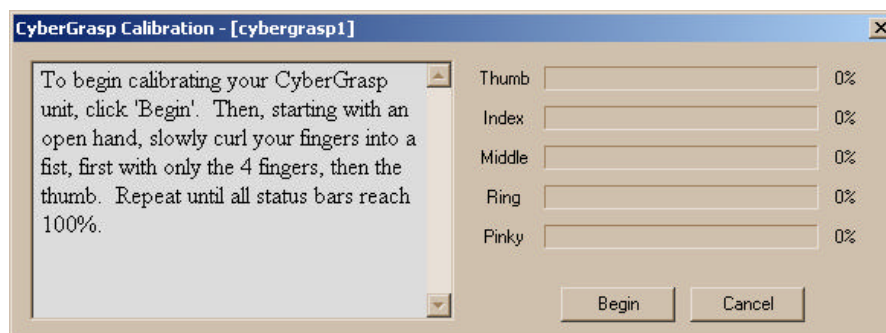 CyberGrasp Calibration - [cybergrasp1]
To begin calibrating your CyberGrasp
unit, click 'Begin'.  Then, starting with an
open hand, slowly curl your fingers into a
fist, first with only the 4 fingers, then the
thumb.  Repeat until all status bars reach
100%.
Thumb 0%
Index 0%
Middle 0%
Ring 0%
Pinky 0%
Begin Cancel